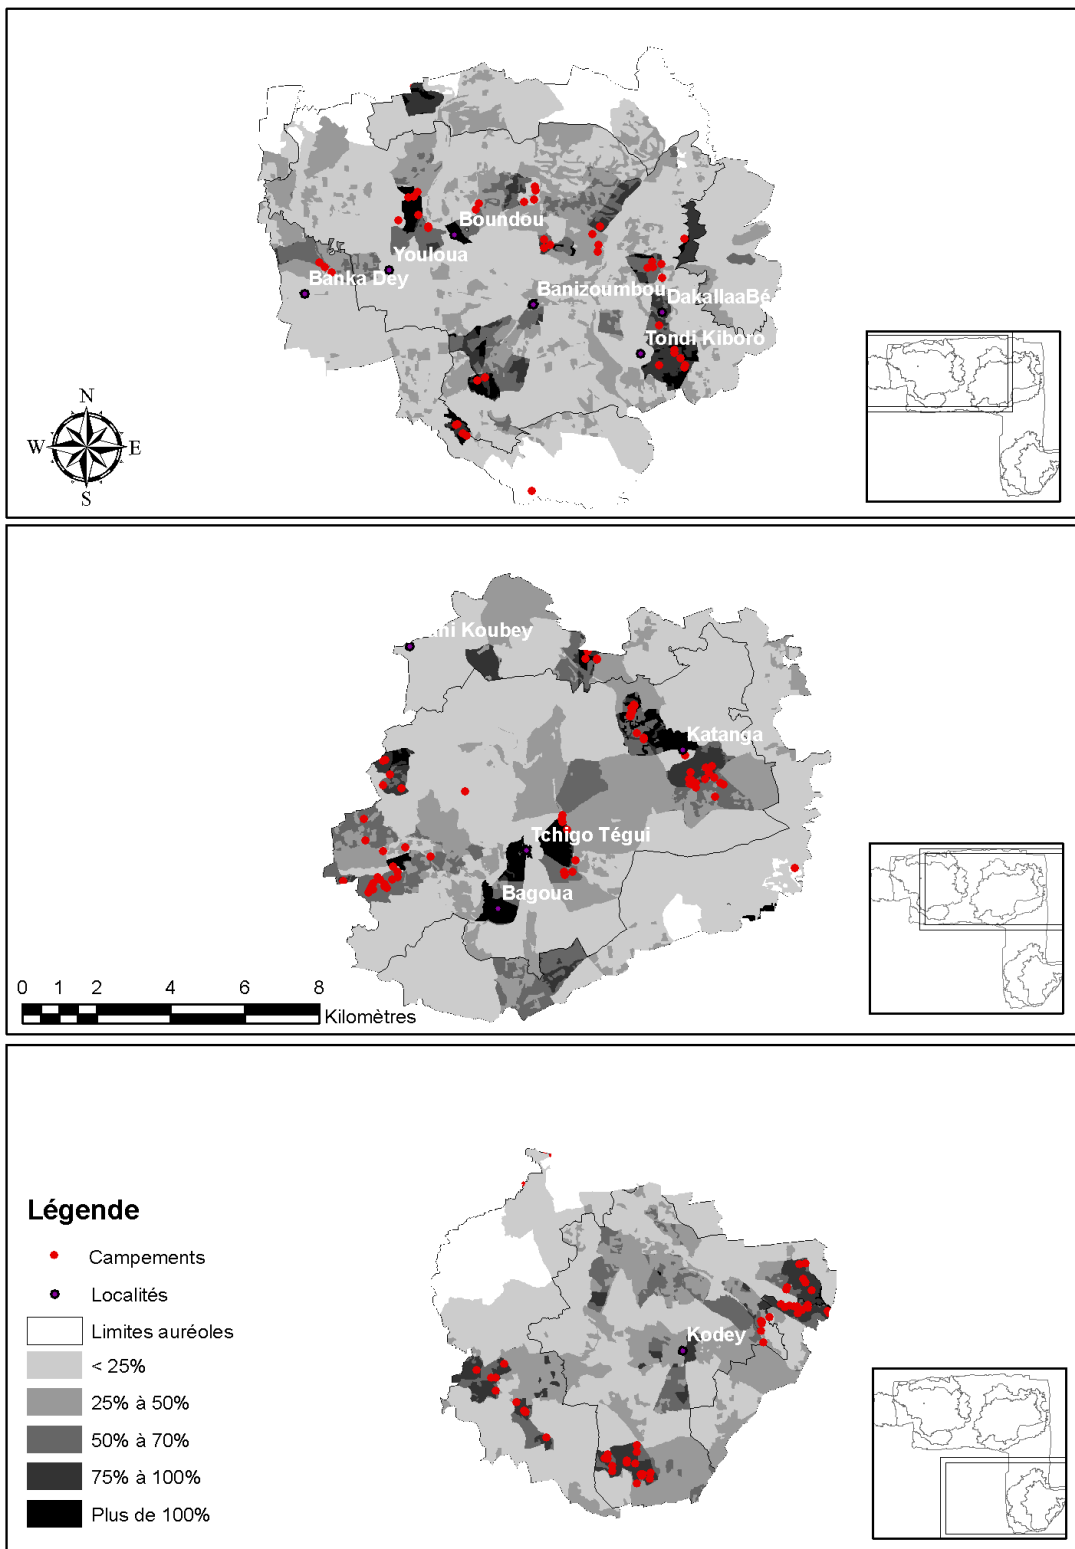 Boundou
Youloua
Banka Dey
Banizoumbou
DakallaaBé
Tondi Kiboro
N
W
E
S
Koubey
Katanga
Tchigo Tégui
Bagoua
0 1 2 4 6 8
Kilomètres
Kodey
Légende
Campements
Localités
Limites auréoles
< 25%
25% à 50%
50% à 70%
75% à 100%
Plus de 100%